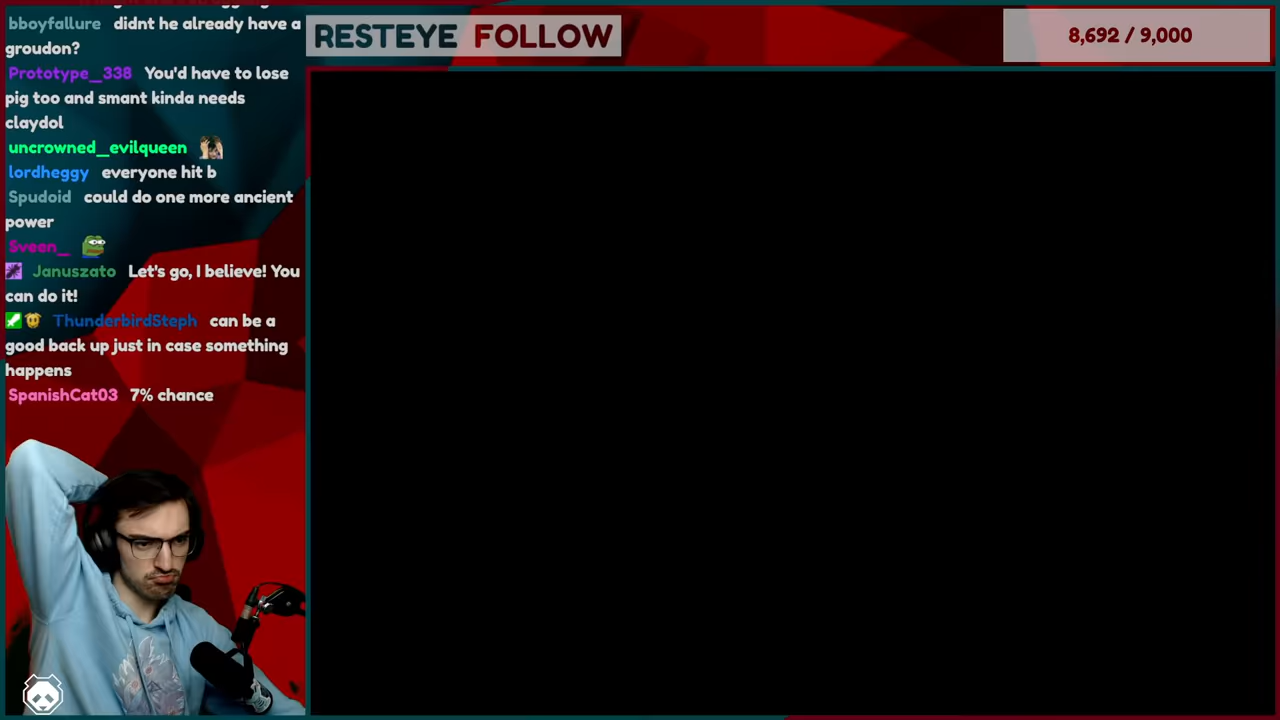 bboyfallure didnt he already have a
groudon?
Prototype_338 You'd have to lose
pig too and smant kinda needs
claydol
uncrowned_evilqueen
lordheggy everyone hit b
Spudoid could do one more ancient
power
Sveen_
Januszato Let's go, I believe! You
can do it!
ThunderbirdSteph can be a
good back up just in case something
happens
SpanishCat03 7% chance
RESTEYE FOLLOW
8,692 / 9,000